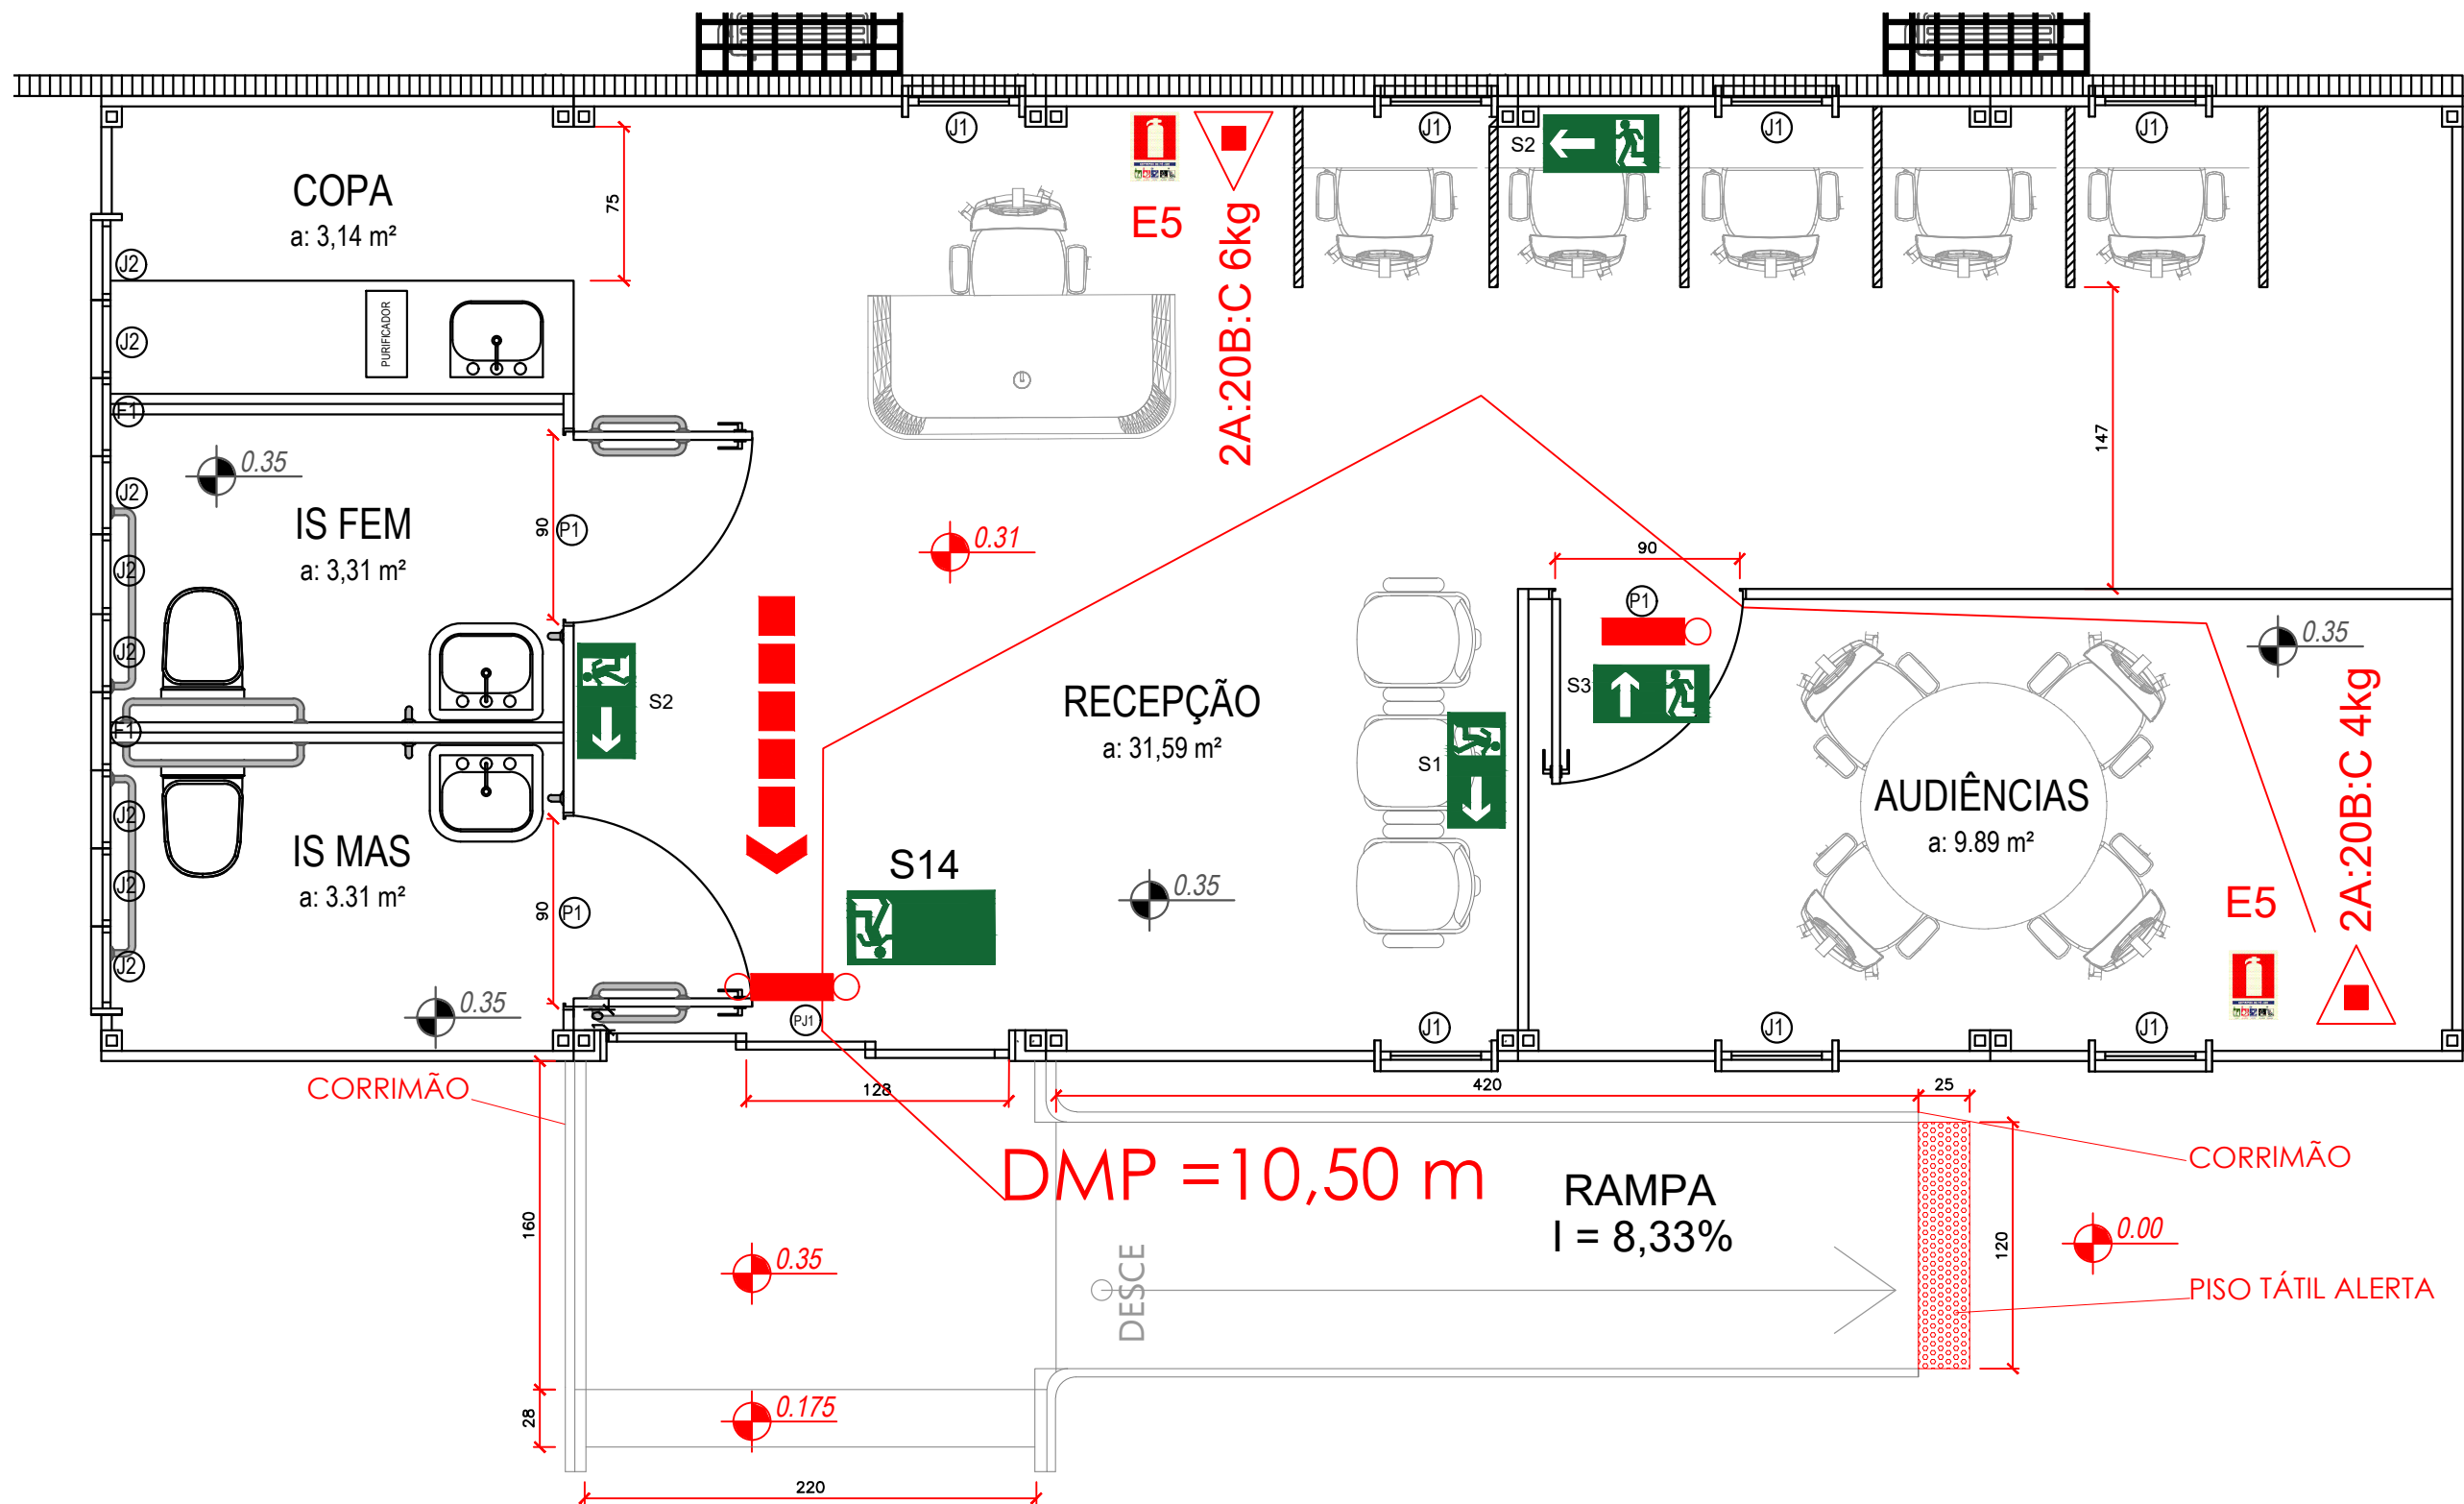 J1
J1
J1
J1
S2
COPA
a: 3,14 m²
75
E5
2A:20B:C 6kg
J2
J2
PURIFICADOR
F1
0.35
J2
IS FEM
a: 3,31 m²
90
P1
J2
J2
0.31
147
90
P1
0.35
S2
S3
RECEPÇÃO
a: 31,59 m²
S1
F1
J2
IS MAS
a: 3.31 m²
J2
J2
90
P1
S14
0.35
0.35
AUDIÊNCIAS
a: 9.89 m²
2A:20B:C 4kg
E5
PJ1
J1
J1
J1
CORRIMÃO
128
420
25
DMP =10,50 m
RAMPA
I = 8,33%
CORRIMÃO
160
0.35
DESCE
120
0.00
PISO TÁTIL ALERTA
28
0.175
220